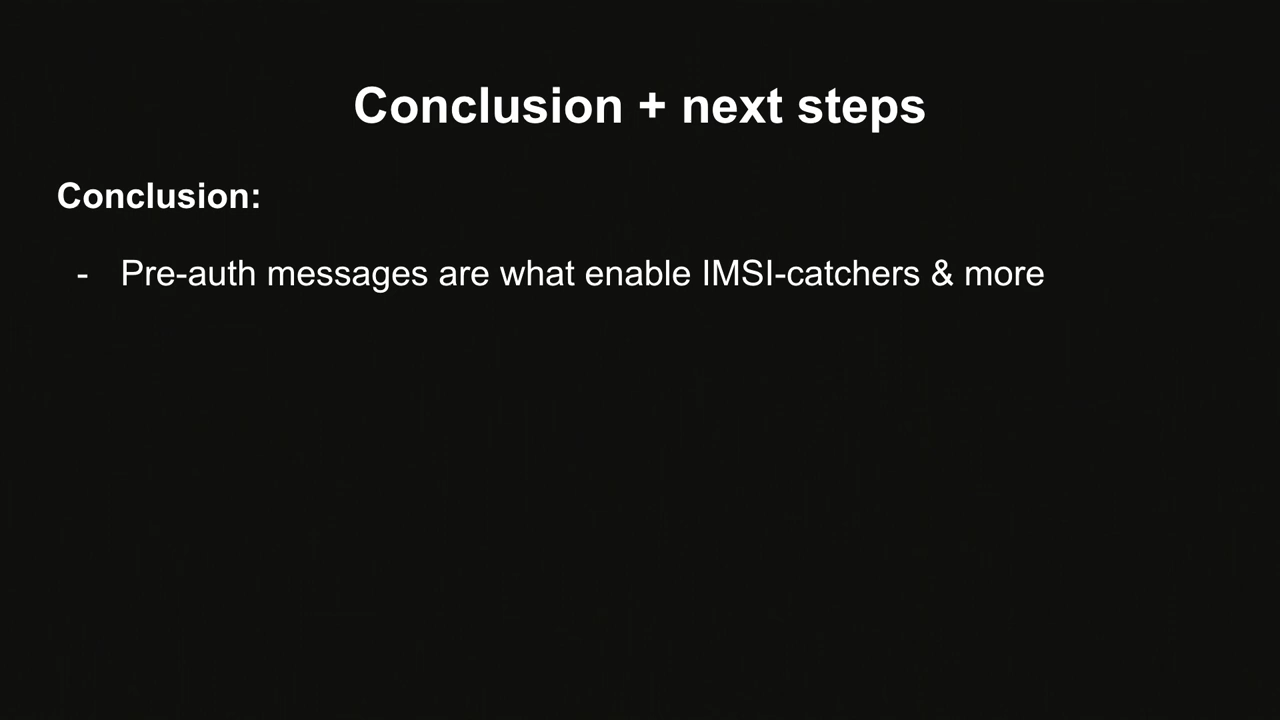 Conclusion + next steps
Conclusion:
- Pre-auth messages are what enable IMSI-catchers & more